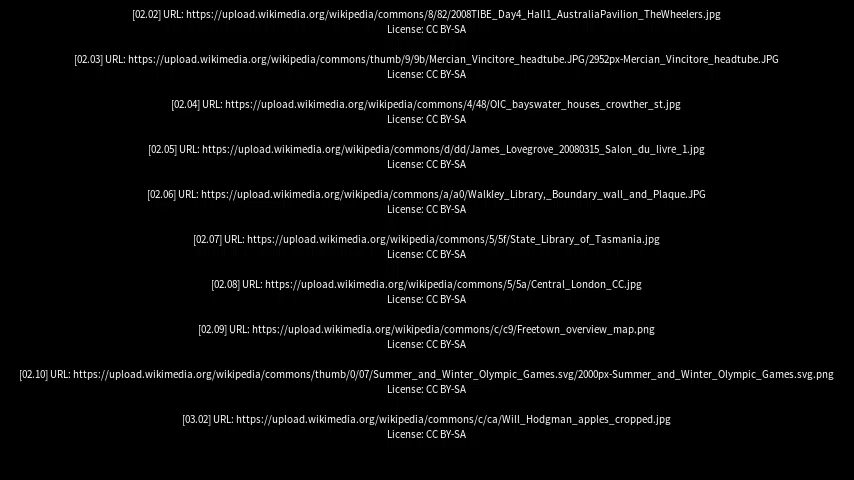 [02.02] URL: https://upload.wikimedia.org/wikipedia/commons/8/82/2008TIBE_Day4_Hall1_AustraliaPavilion_TheWheelers.jpg
License: CC BY-SA
[02.03] URL: https://upload.wikimedia.org/wikipedia/commons/thumb/9/9b/Mercian_Vincitore_headtube.JPG/2952px-Mercian_Vincitore_headtube.JPG
License: CC BY-SA
[02.04] URL: https://upload.wikimedia.org/wikipedia/commons/4/48/OIC_bayswater_houses_crowther_st.jpg
License: CC BY-SA
[02.05] URL: https://upload.wikimedia.org/wikipedia/commons/d/dd/James_Lovegrove_20080315_Salon_du_livre_1.jpg
License: CC BY-SA
[02.06] URL: https://upload.wikimedia.org/wikipedia/commons/a/a0/Walkley_Library,_Boundary_wall_and_Plaque.JPG
License: CC BY-SA
[02.07] URL: https://upload.wikimedia.org/wikipedia/commons/5/5f/State_Library_of_Tasmania.jpg
License: CC BY-SA
[02.08] URL: https://upload.wikimedia.org/wikipedia/commons/5/5a/Central_London_CC.jpg
License: CC BY-SA
[02.09] URL: https://upload.wikimedia.org/wikipedia/commons/c/c9/Freetown_overview_map.png
License: CC BY-SA
[02.10] URL: https://upload.wikimedia.org/wikipedia/commons/thumb/0/07/Summer_and_Winter_Olympic_Games.svg/2000px-Summer_and_Winter_Olympic_Games.svg.png
License: CC BY-SA
[03.02] URL: https://upload.wikimedia.org/wikipedia/commons/c/ca/Will_Hodgman_apples_cropped.jpg
License: CC BY-SA